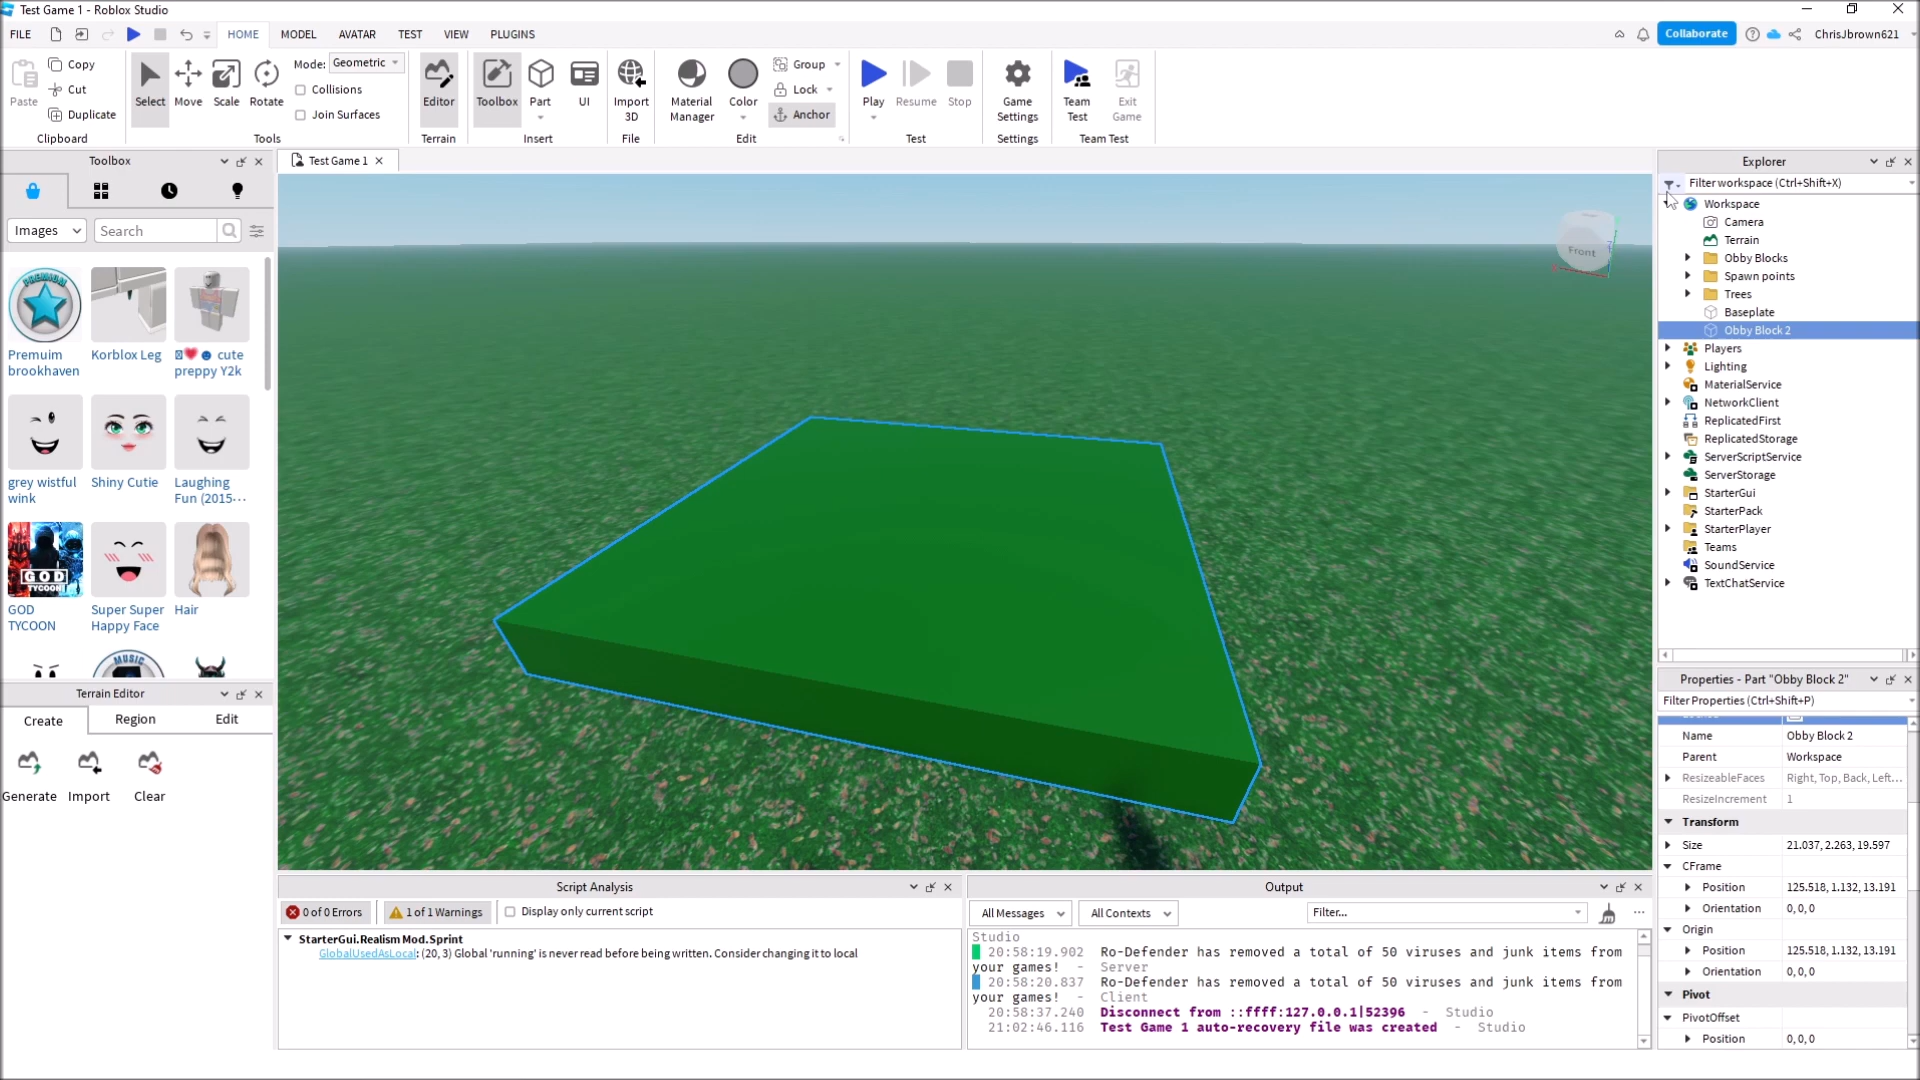 Test Game 1 - Roblox Studio
FILE
HOME
MODEL
AVATAR
TEST
VIEW
PLUGINS
Collaborate
ChrisJbrown621
Paste
Copy
Cut
Duplicate
Clipboard
Select
Move
Scale
Rotate
Mode:
Geometric
Collisions
Join Surfaces
Tools
Editor
Terrain
Toolbox
Part
UI
Insert
Import
3D
File
Material
Manager
Color
Group
Lock
Anchor
Edit
Play
Resume
Stop
Test
Game
Settings
Settings
Team
Test
Exit
Game
Team Test
Toolbox
Images
Search
PREMIUM
Premuim
brookhaven
Korblox Leg
cute
preppy Y2k
grey wistful
wink
Shiny Cutie
Laughing
Fun (2015-...
GOD
TYCOON
GOD
TYCOON
Super Super
Happy Face
Hair
MUSIC
Terrain Editor
Create
Region
Edit
Generate
Import
Clear
Test Game 1
Front
Script Analysis
0 of 0 Errors
1 of 1 Warnings
Display only current script
StarterGui.Realism Mod.Sprint
GlobalUsedAsLocal: (20, 3) Global 'running' is never read before being written. Consider changing it to local
Output
All Messages
All Contexts
Filter...
Studio
20:58:19.902 Ro-Defender has removed a total of 50 viruses and junk items from
your games! - Server
20:58:20.837 Ro-Defender has removed a total of 50 viruses and junk items from
your games! - Client
20:58:37.240 Disconnect from ::ffff:127.0.0.1|52396 - Studio
21:02:46.116 Test Game 1 auto-recovery file was created - Studio
Explorer
Filter workspace (Ctrl+Shift+X)
Workspace
Camera
Terrain
Obby Blocks
Spawn points
Trees
Baseplate
Obby Block 2
Players
Lighting
MaterialService
NetworkClient
ReplicatedFirst
ReplicatedStorage
ServerScriptService
ServerStorage
StarterGui
StarterPack
StarterPlayer
Teams
SoundService
TextChatService
Properties - Part "Obby Block 2"
Filter Properties (Ctrl+Shift+P)
Name Obby Block 2
Parent Workspace
ResizeableFaces Right, Top, Back, Left...
ResizeIncrement 1
Transform
Size 21.037, 2.263, 19.597
CFrame
Position 125.518, 1.132, 13.191
Orientation 0, 0, 0
Origin
Position 125.518, 1.132, 13.191
Orientation 0, 0, 0
Pivot
PivotOffset
Position 0, 0, 0